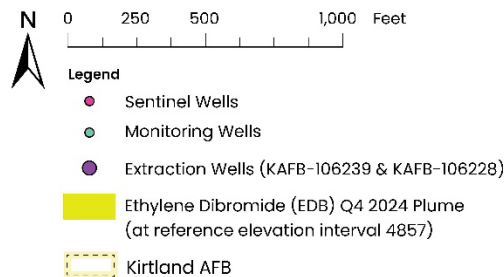 N
0 250 500 1,000 Feet
Legend
Sentinel Wells
Monitoring Wells
Extraction Wells (KAFB-106239 & KAFB-106228)
Ethylene Dibromide (EDB) Q4 2024 Plume
(at reference elevation interval 4857)
Kirtland AFB